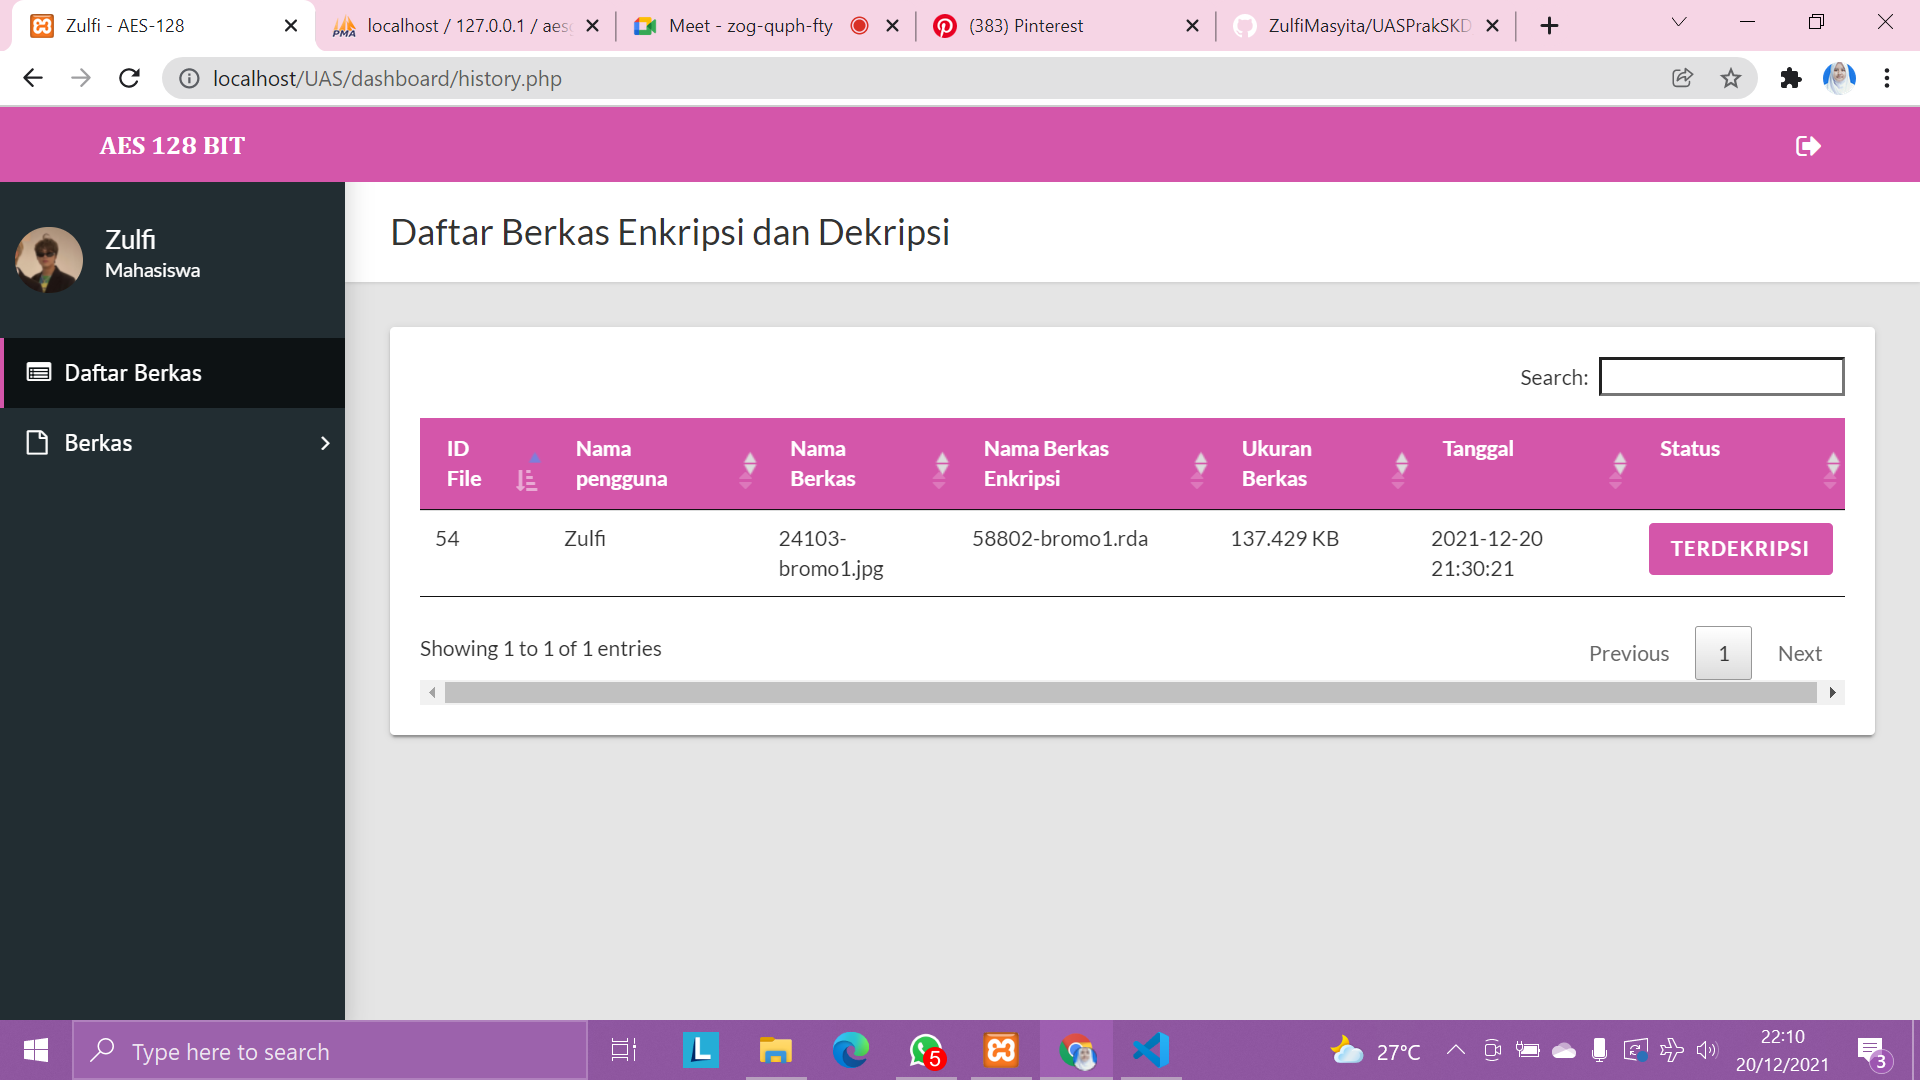 Zulfi - AES-128
localhost / 127.0.0.1 / aes
Meet - zog-quph-fty
(383) Pinterest
ZulfiMasyita/UASPrakSKD
localhost/UAS/dashboard/history.php
AES 128 BIT
Zulfi
Mahasiswa
Daftar Berkas
Berkas
Daftar Berkas Enkripsi dan Dekripsi
Search:
ID File
Nama pengguna
Nama Berkas
Nama Berkas Enkripsi
Ukuran Berkas
Tanggal
Status
54
Zulfi
24103-
bromo1.jpg
58802-bromo1.rda
137.429 KB
2021-12-20
21:30:21
TERDEKRIPSI
Showing 1 to 1 of 1 entries
Previous
1
Next
Type here to search
L
5
27°C
22:10
20/12/2021
3